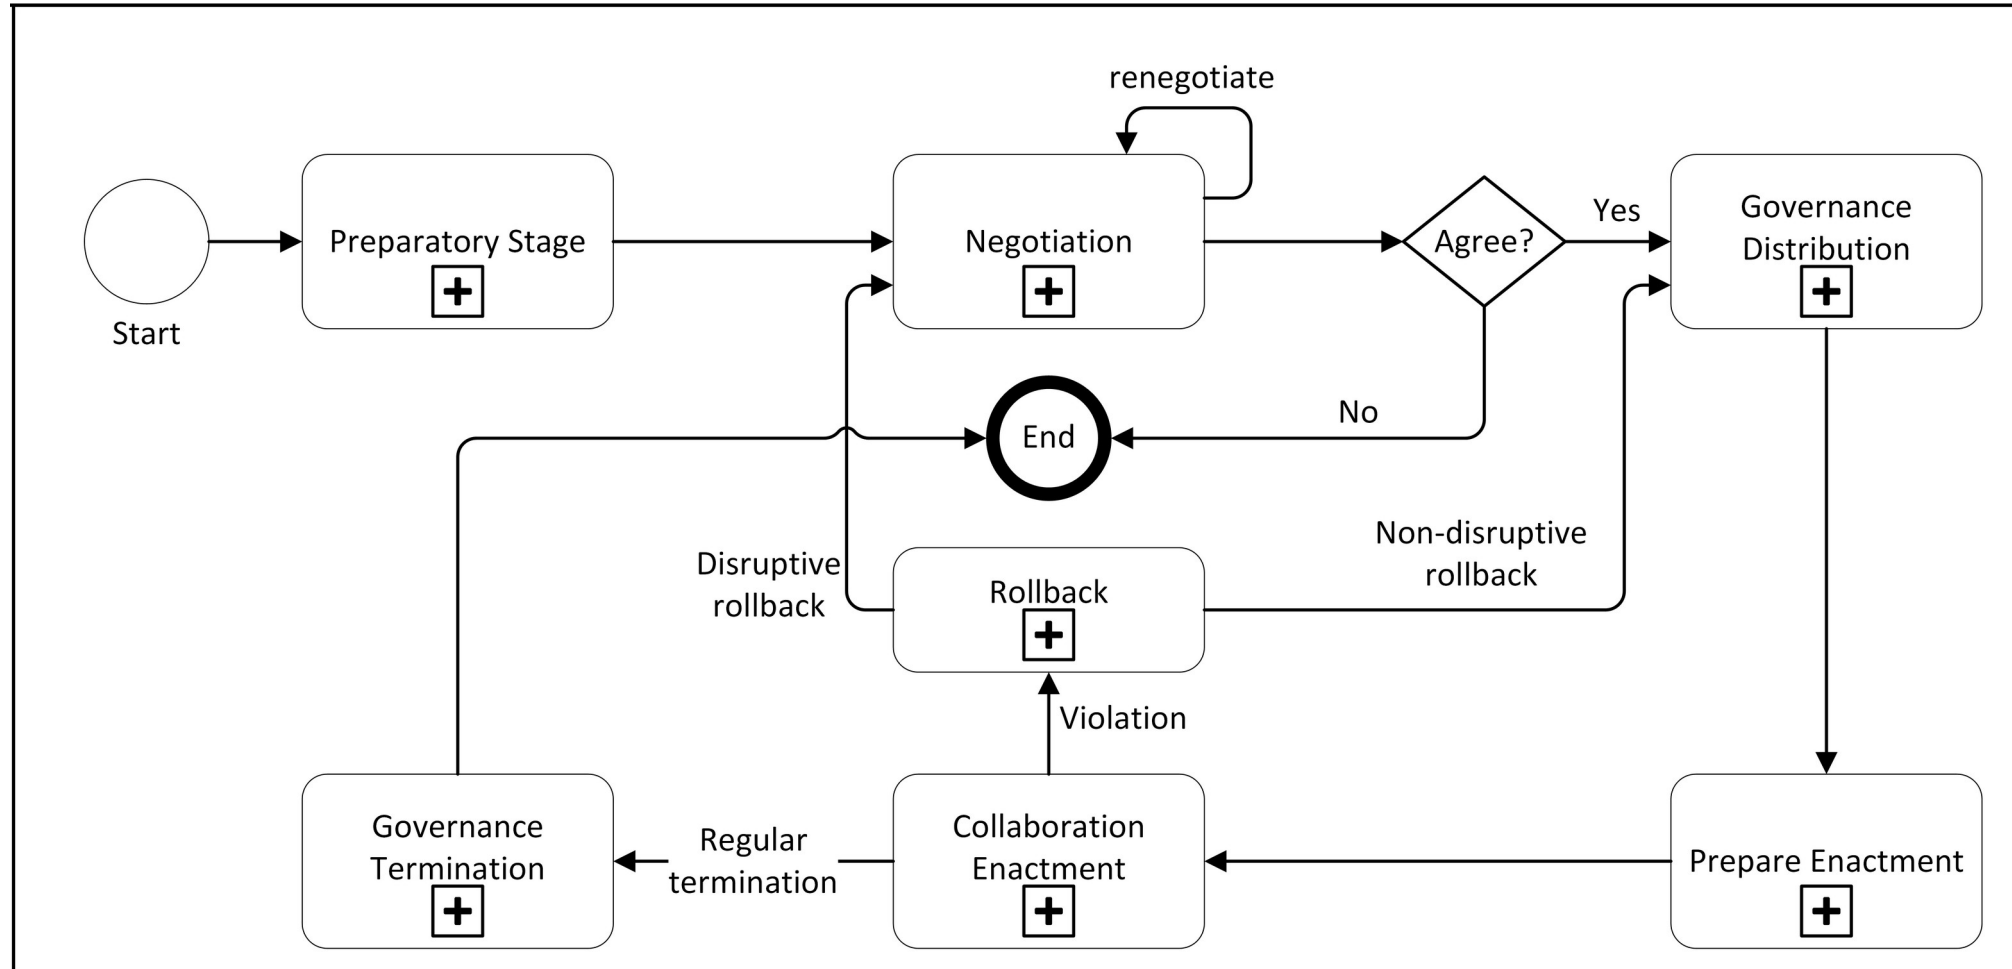 renegotiate
Start
Preparatory Stage
Negotiation
Agree?
Yes
Governance
Distribution
No
End
Disruptive
rollback
Rollback
Non-disruptive
rollback
Violation
Governance
Termination
Regular
termination
Collaboration
Enactment
Prepare Enactment